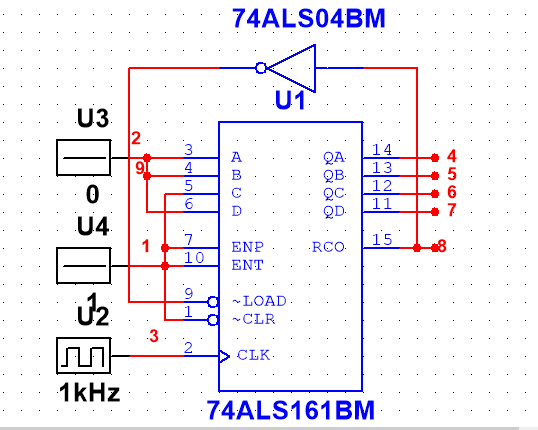 74ALS04BM
U1
U3
2
3 A QA 14 4
9 4 B QB 13 5
0 5 C QC 12 6
6 D QD 11 7
U4
1 7 ENP RCO 15 8
10 ENT
1
9 ~LOAD
U2
1 ~CLR
3
2 CLK
1kHz
74ALS161BM